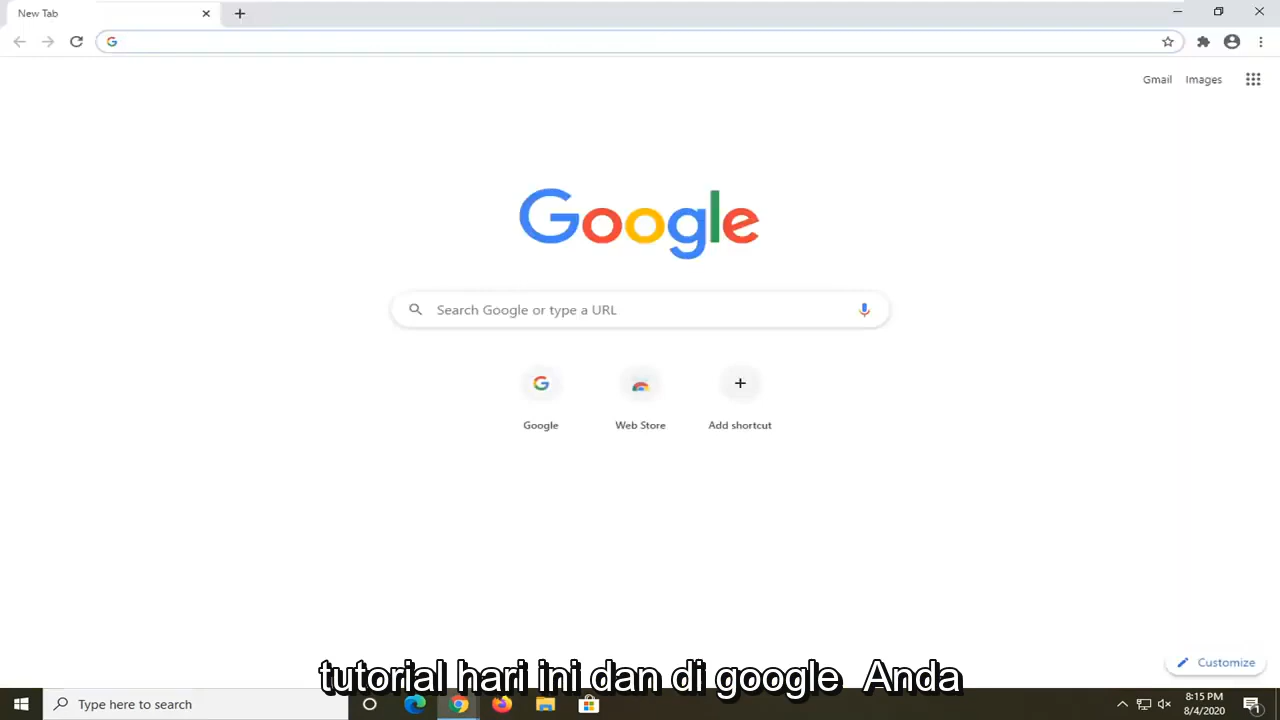 New Tab
Gmail Images
Google
Search Google or type a URL
Google Web Store Add shortcut
Customize
tutorial hari ini dan di google Anda
Type here to search
8:15 PM
8/4/2020
1